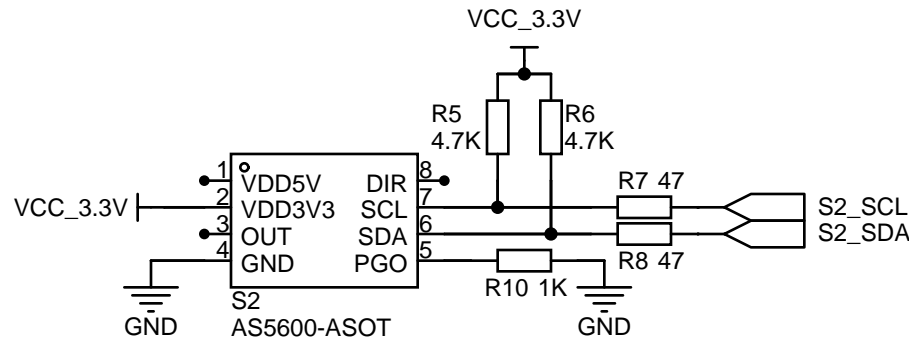 VCC_3.3V
R5
4.7K
R6
4.7K
1
VDD5V
DIR
8
R7 47
VCC_3.3V
2
VDD3V3
SCL
7
S2_SCL
3
OUT
SDA
6
S2_SDA
4
GND
PGO
5
R8 47
S2
R10 1K
GND
AS5600-ASOT
GND